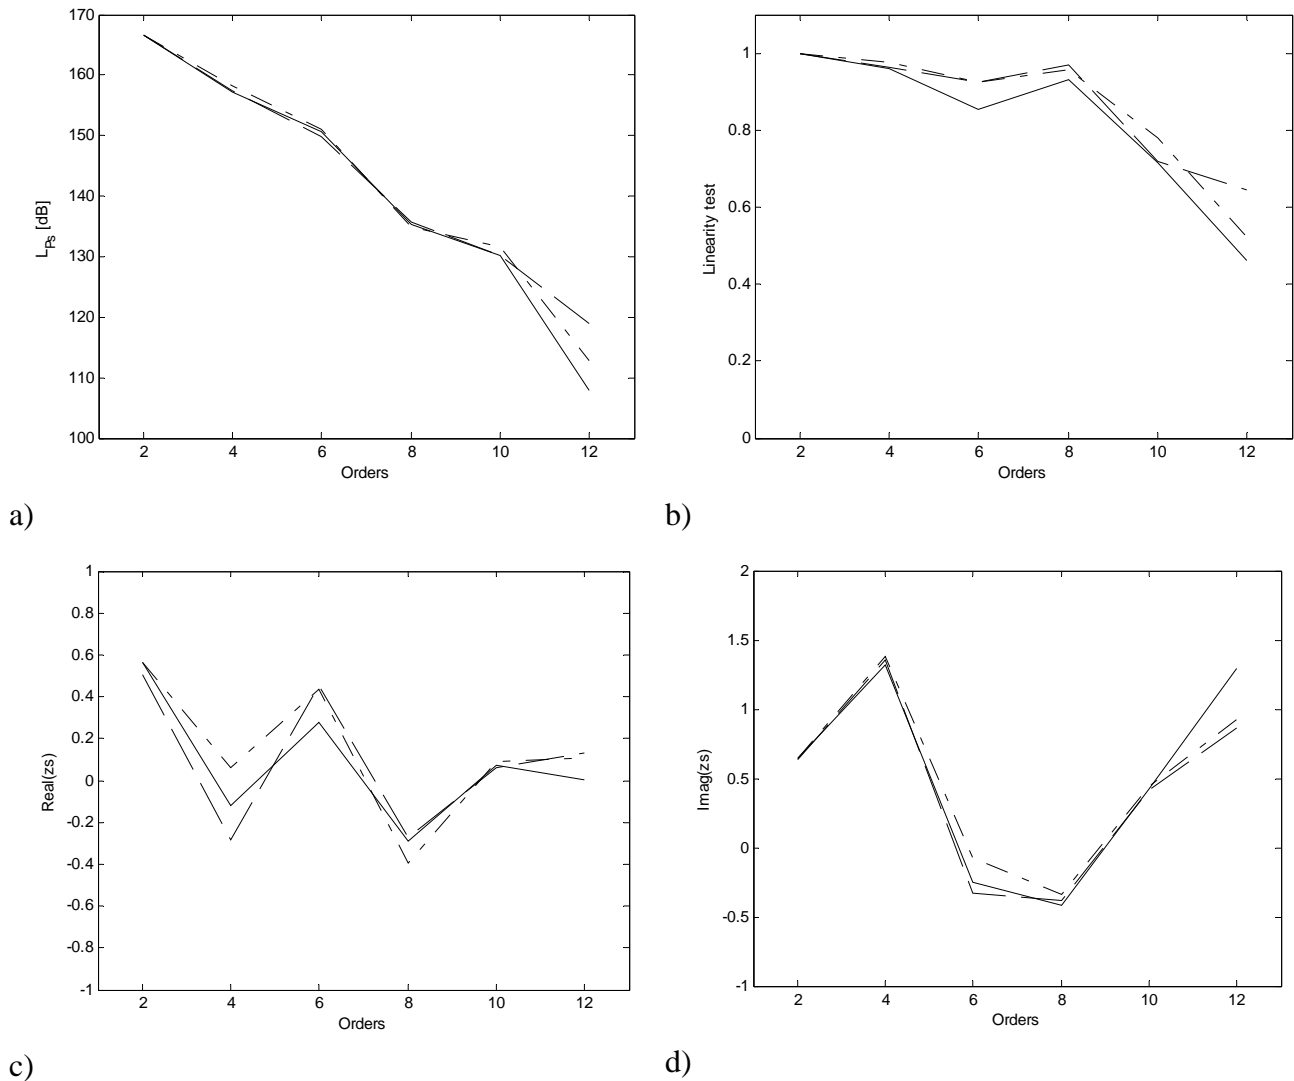 170
160
150
140
130
120
110
100
L_Ps [dB]
2 4 6 8 10 12
Orders
a)
1
0.8
0.6
0.4
0.2
0
Linearity test
2 4 6 8 10 12
Orders
b)
1
0.8
0.6
0.4
0.2
0
-0.2
-0.4
-0.6
-0.8
-1
Real(zs)
2 4 6 8 10 12
Orders
c)
2
1.5
1
0.5
0
-0.5
-1
Imag(zs)
2 4 6 8 10 12
Orders
d)